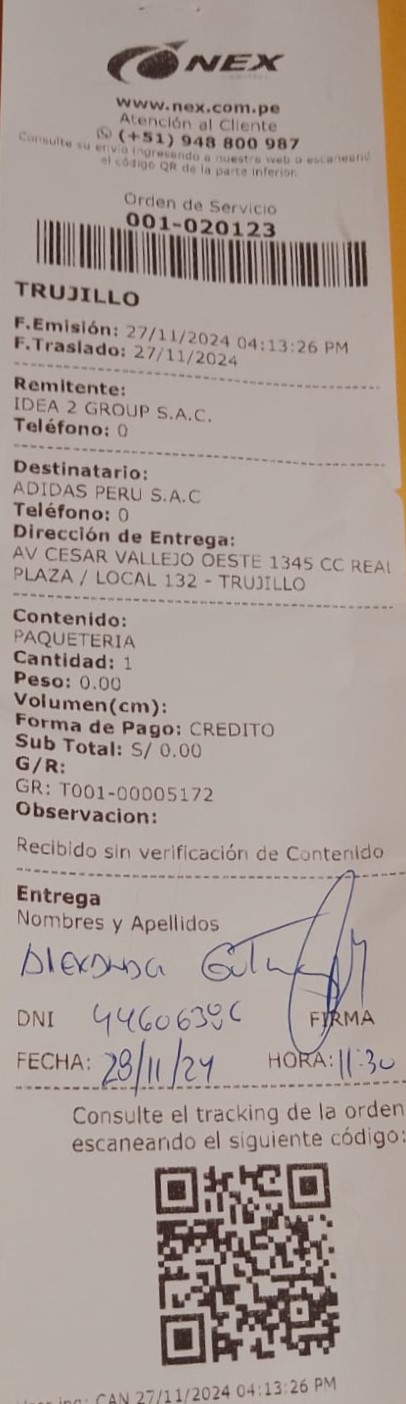 NEX
www.nex.com.pe
Atención al Cliente
(+51) 948 800 987
Consulte su envío ingresando a nuestra web o escaneand
el código QR de la parte inferior.
Orden de Servicio
001-020123
TRUJILLO
F.Emisión: 27/11/2024 04:13:26 PM
F.Traslado: 27/11/2024
Remitente:
IDEA 2 GROUP S.A.C.
Teléfono: 0
Destinatario:
ADIDAS PERU S.A.C
Teléfono: 0
Dirección de Entrega:
AV CESAR VALLEJO OESTE 1345 CC REAL
PLAZA / LOCAL 132 - TRUJILLO
Contenido:
PAQUETERIA
Cantidad: 1
Peso: 0.00
Volumen(cm):
Forma de Pago: CREDITO
Sub Total: S/ 0.00
G/R:
GR: T001-00005172
Observacion:
Recibido sin verificación de Contenido
Entrega
Nombres y Apellidos
DNI
FIRMA
FECHA: 28/11/24 HORA: 11:30
Consulte el tracking de la orden
escaneando el siguiente código:
CAN 27/11/2024 04:13:26 PM